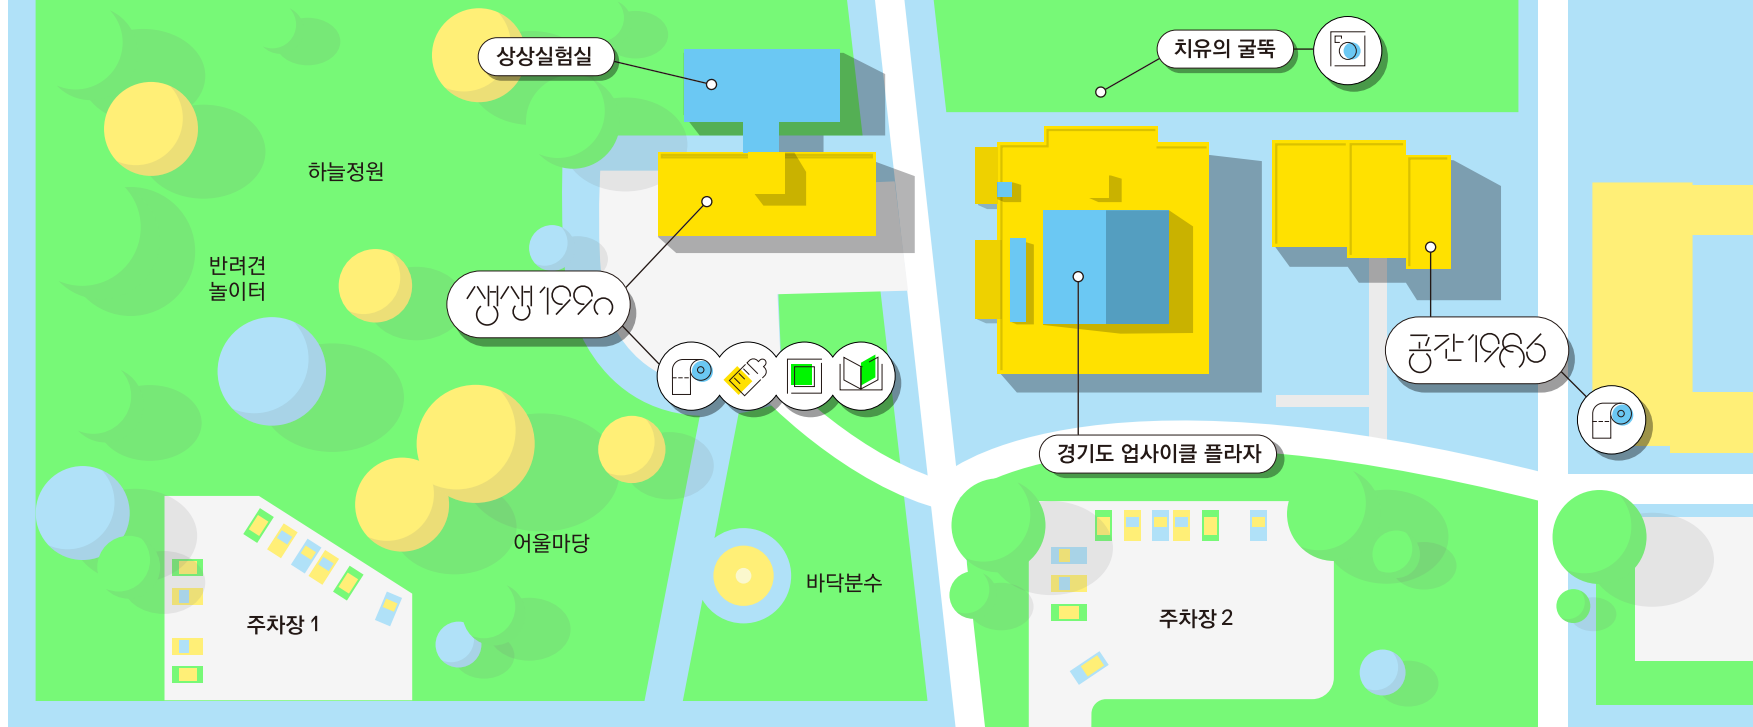 상상실험실
치유의 굴뚝
하늘정원
반려견
놀이터
생생1990
공간1986
경기도 업사이클 플라자
어울마당
바닥분수
주차장 1
주차장 2